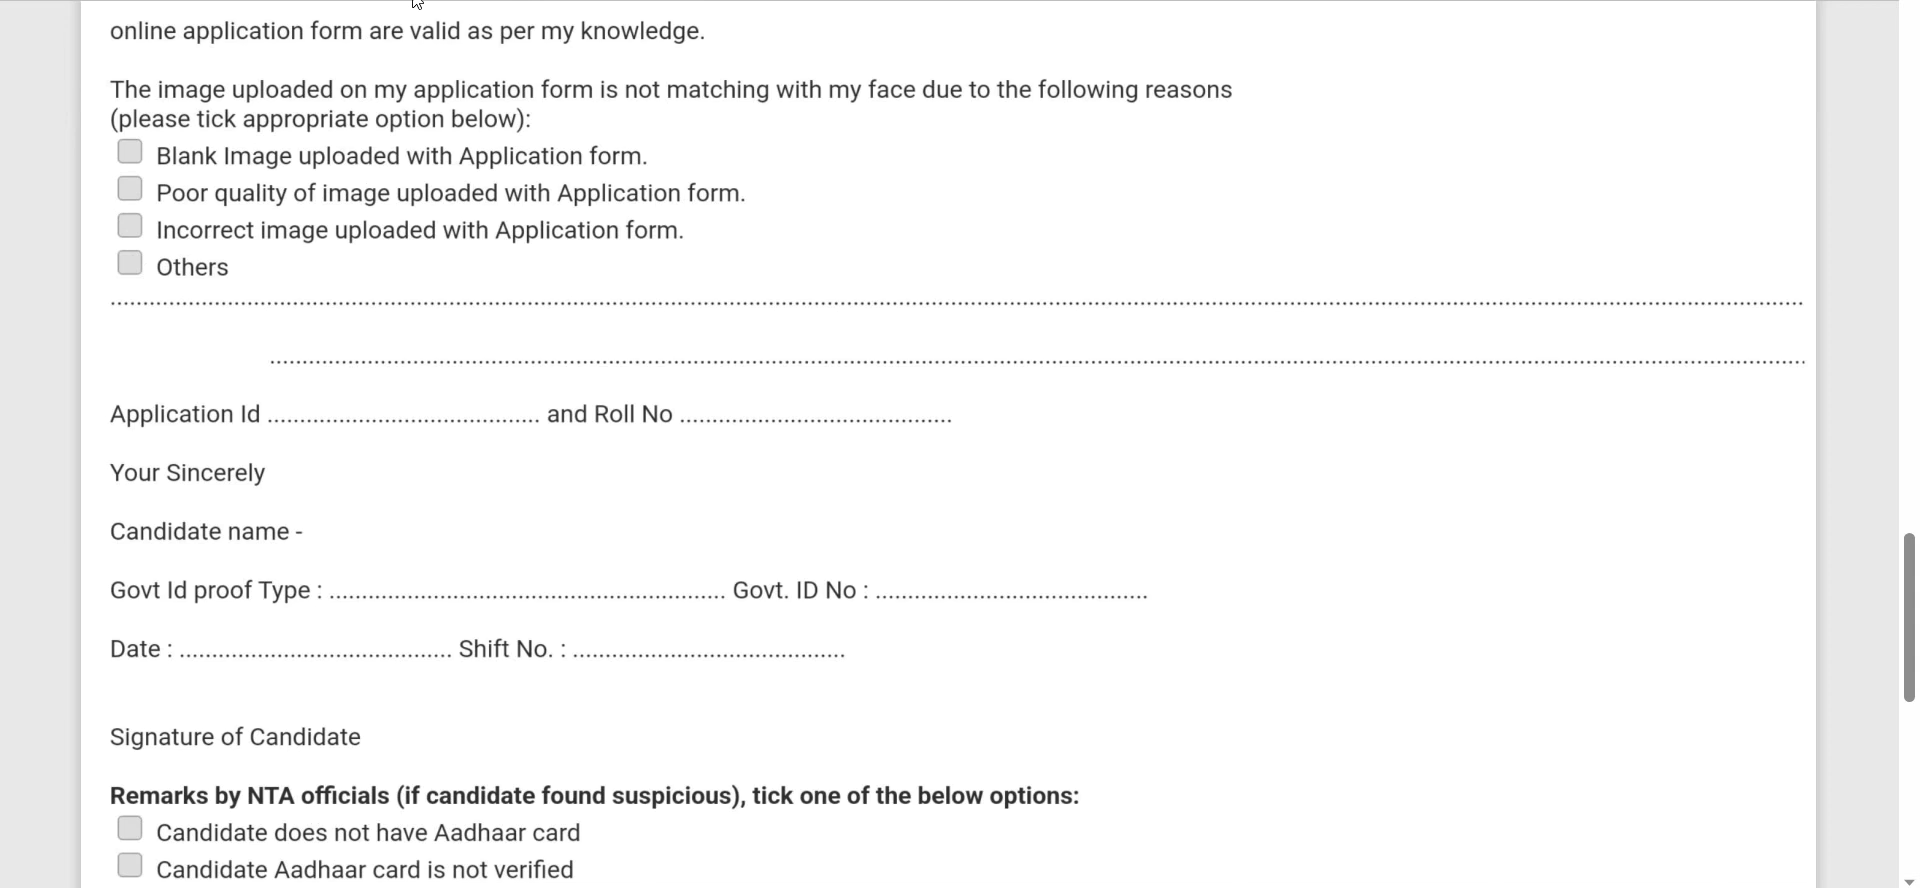 online application form are valid as per my knowledge.
The image uploaded on my application form is not matching with my face due to the following reasons
(please tick appropriate option below):
Blank Image uploaded with Application form.
Poor quality of image uploaded with Application form.
Incorrect image uploaded with Application form.
Others
....................................................................................................................................................................................................................
................................................................................................................................................................................................
Application Id .......................................... and Roll No ..........................................
Your Sincerely
Candidate name -
Govt Id proof Type : ............................................................. Govt. ID No : ..........................................
Date : .......................................... Shift No. : ..........................................
Signature of Candidate
Remarks by NTA officials (if candidate found suspicious), tick one of the below options:
Candidate does not have Aadhaar card
Candidate Aadhaar card is not verified